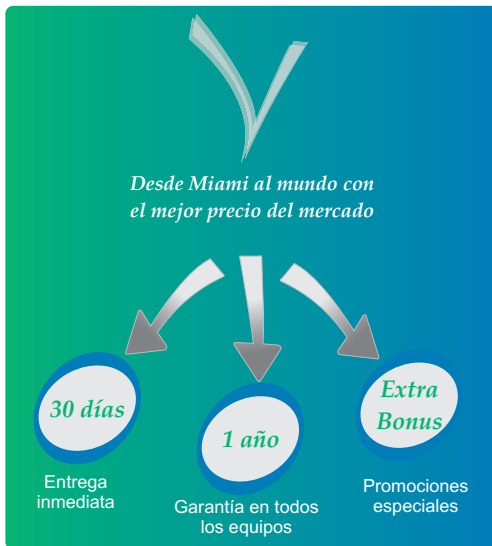 Desde Miami al mundo con
el mejor precio del mercado
30 días
Entrega
inmediata
1 año
Garantía en todos
los equipos
Extra
Bonus
Promociones
especiales